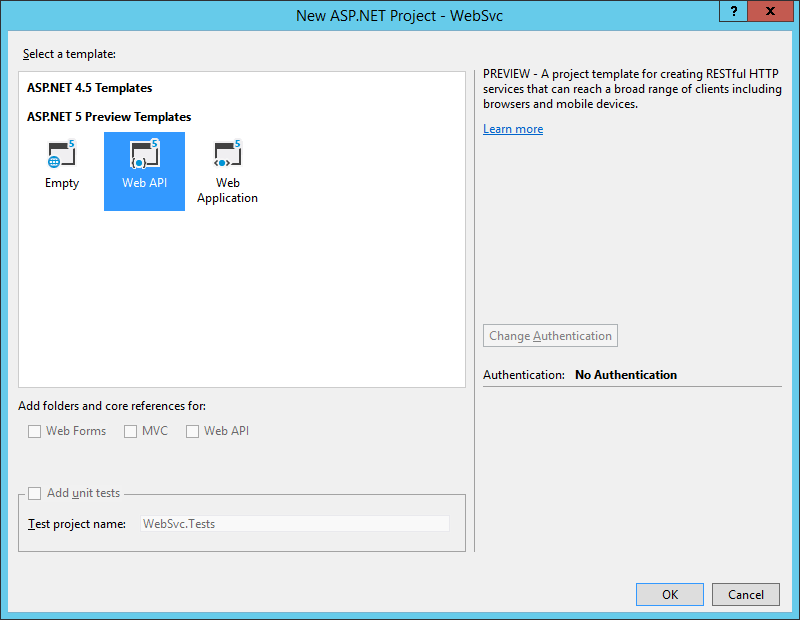 New ASP.NET Project - WebSvc
?
X
Select a template:
ASP.NET 4.5 Templates
ASP.NET 5 Preview Templates
5
Empty
5
Web API
5
Web
Application
PREVIEW - A project template for creating RESTful HTTP
services that can reach a broad range of clients including
browsers and mobile devices.
Learn more
Change Authentication
Authentication: No Authentication
Add folders and core references for:
Web Forms MVC Web API
Add unit tests
Test project name: WebSvc.Tests
OK Cancel